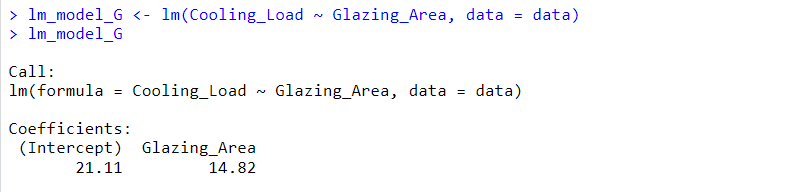 > lm_model_G <- lm(Cooling_Load ~ Glazing_Area, data = data)
> lm_model_G
Call:
lm(formula = Cooling_Load ~ Glazing_Area, data = data)
Coefficients:
(Intercept) Glazing_Area
21.11 14.82